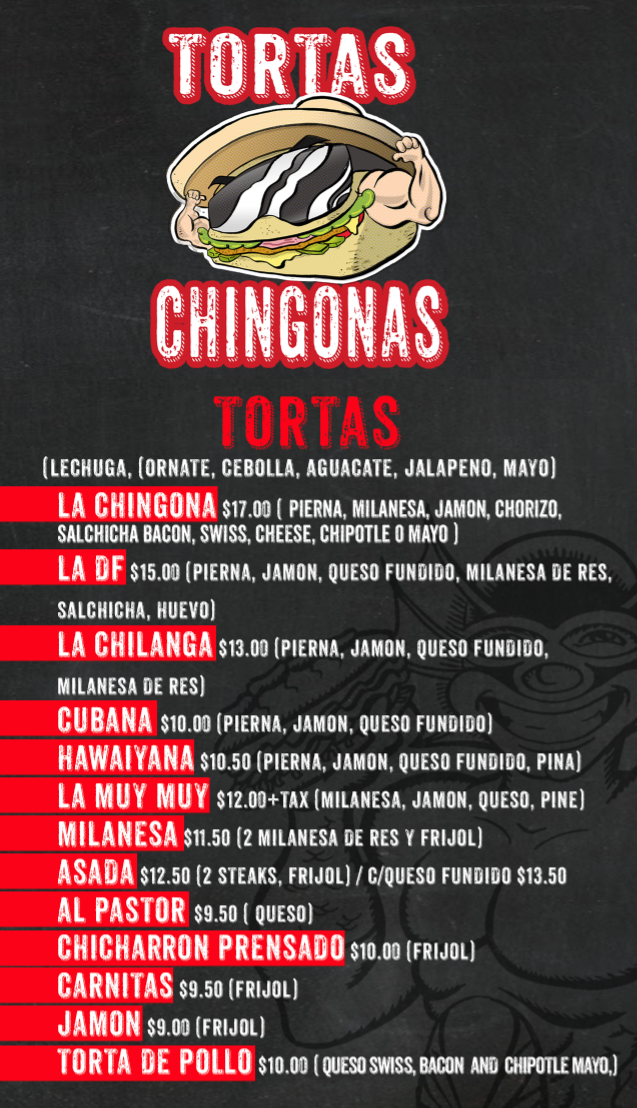 TORTAS
CHINGONAS
TORTAS
(LECHUGA, (ORNATE, CEBOLLA, AGUACATE, JALAPENO, MAYO)
LA CHINGONA $17.00 ( PIERNA, MILANESA, JAMON, CHORIZO,
SALCHICHA BACON, SWISS, CHEESE, CHIPOTLE O MAYO )
LA DF $15.00 (PIERNA, JAMON, QUESO FUNDIDO, MILANESA DE RES,
SALCHICHA, HUEVO)
LA CHILANGA $13.00 (PIERNA, JAMON, QUESO FUNDIDO,
MILANESA DE RES)
CUBANA $10.00 (PIERNA, JAMON, QUESO FUNDIDO)
HAWAIYANA $10.50 (PIERNA, JAMON, QUESO FUNDIDO, PINA)
LA MUY MUY $12.00+TAX (MILANESA, JAMON, QUESO, PINE)
MILANESA $11.50 (2 MILANESA DE RES Y FRIJOL)
ASADA $12.50 (2 STEAKS, FRIJOL) / C/QUESO FUNDIDO $13.50
AL PASTOR $9.50 ( QUESO)
CHICHARRON PRENSADO $10.00 (FRIJOL)
CARNITAS $9.50 (FRIJOL)
JAMON $9.00 (FRIJOL)
TORTA DE POLLO $10.00 ( QUESO SWISS, BACON AND CHIPOTLE MAYO,)